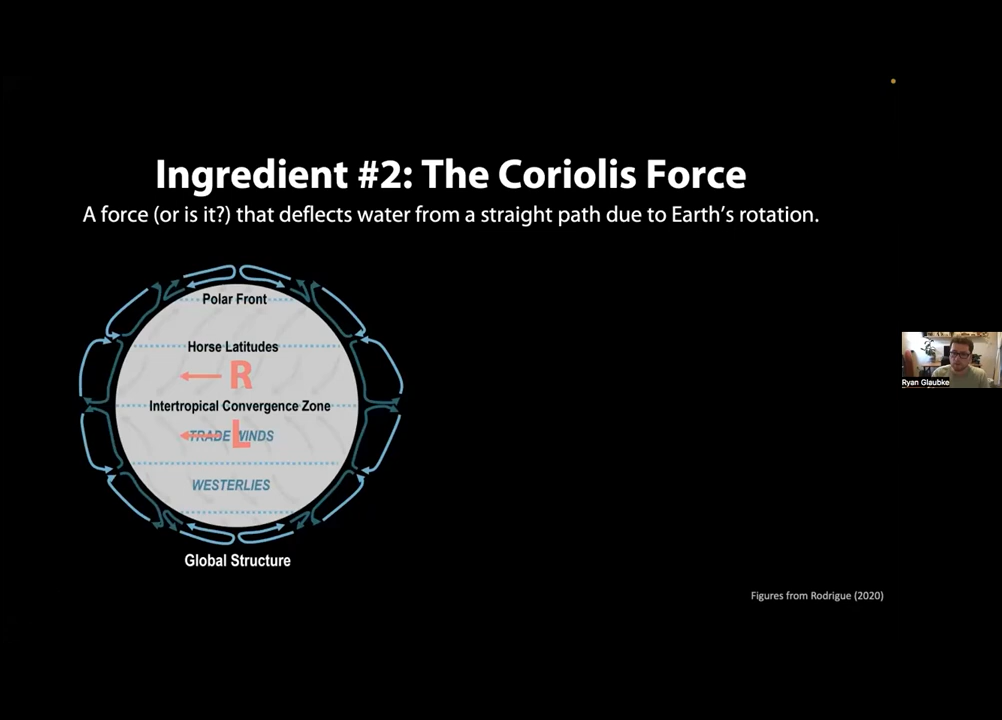 Ingredient #2: The Coriolis Force
A force (or is it?) that deflects water from a straight path due to Earth's rotation.
Polar Front
Horse Latitudes
R
Intertropical Convergence Zone
L
TRADE WINDS
WESTERLIES
Global Structure
Ryan Glaubke
Figures from Rodrigue (2020)